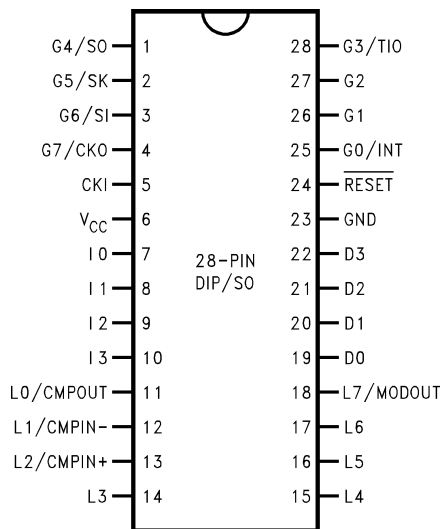 G4/SO 1 28 G3/TIO
G5/SK 2 27 G2
G6/SI 3 26 G1
G7/CKO 4 25 G0/INT
CKI 5 24 RESET
VCC 6 23 GND
I0 7 22 D3
28-PIN
I1 8 21 D2
DIP/SO
I2 9 20 D1
I3 10 19 D0
L0/CMPOUT 11 18 L7/MODOUT
L1/CMPIN- 12 17 L6
L2/CMPIN+ 13 16 L5
L3 14 15 L4